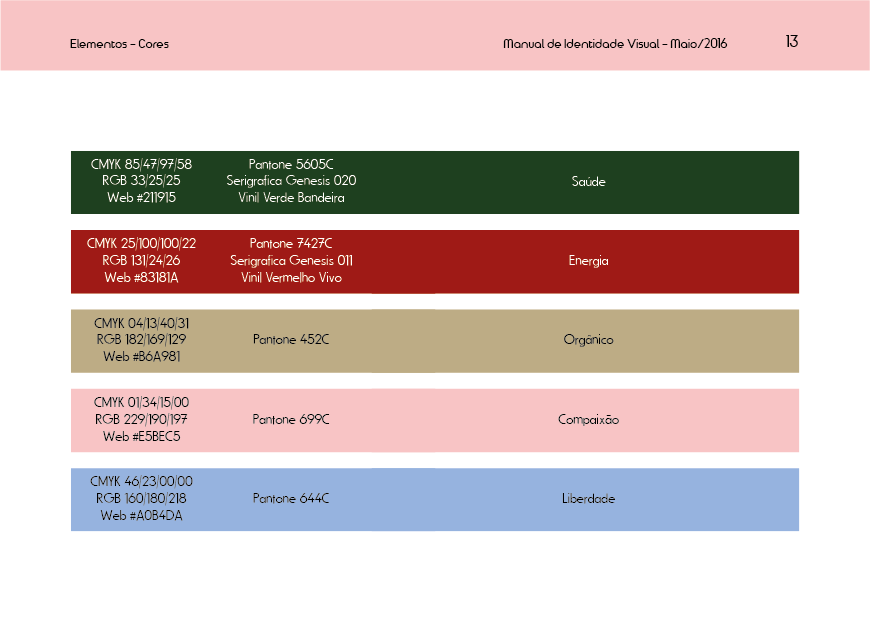 Elementos - Cores
Manual de Identidade Visual - Maio/2016
13
CMYK 85/47/97/58
RGB 33/25/25
Web #211915
Pantone 5605C
Serigrafica Genesis 020
Vinil Verde Bandeira
Saúde
CMYK 25/100/100/22
RGB 131/24/26
Web #83181A
Pantone 7427C
Serigrafica Genesis 011
Vinil Vermelho Vivo
Energia
CMYK 04/13/40/31
RGB 182/169/129
Web #B6A981
Pantone 452C
Orgânico
CMYK 01/34/15/00
RGB 229/190/197
Web #E5BEC5
Pantone 699C
Compaixão
CMYK 46/23/00/00
RGB 160/180/218
Web #A0B4DA
Pantone 644C
Liberdade